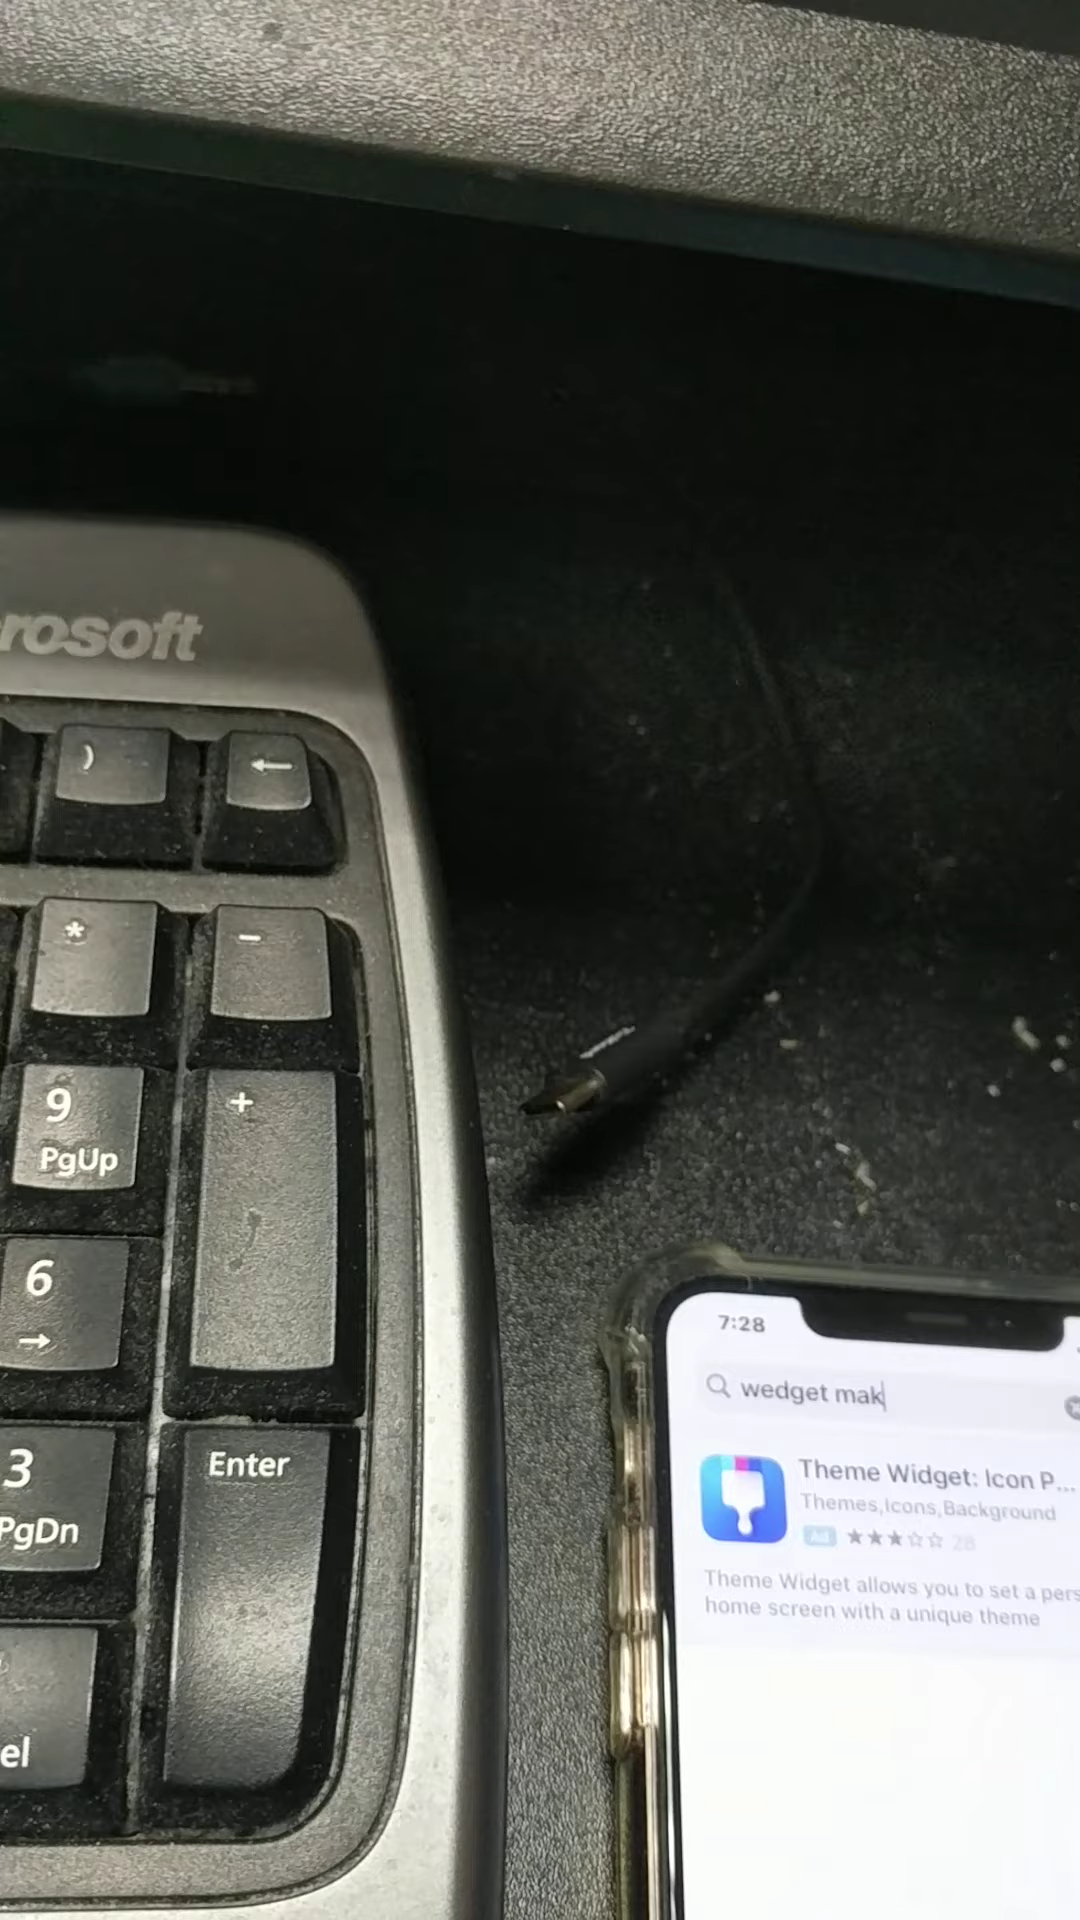 rosoft
) ←
* -
9
PgUp
+
6
→
3
PgDn
Enter
el
7:28
wedget mak
Theme Widget: Icon P...
Themes,Icons,Background
Ad ★★★☆☆ 28
Theme Widget allows you to set a pers
home screen with a unique theme